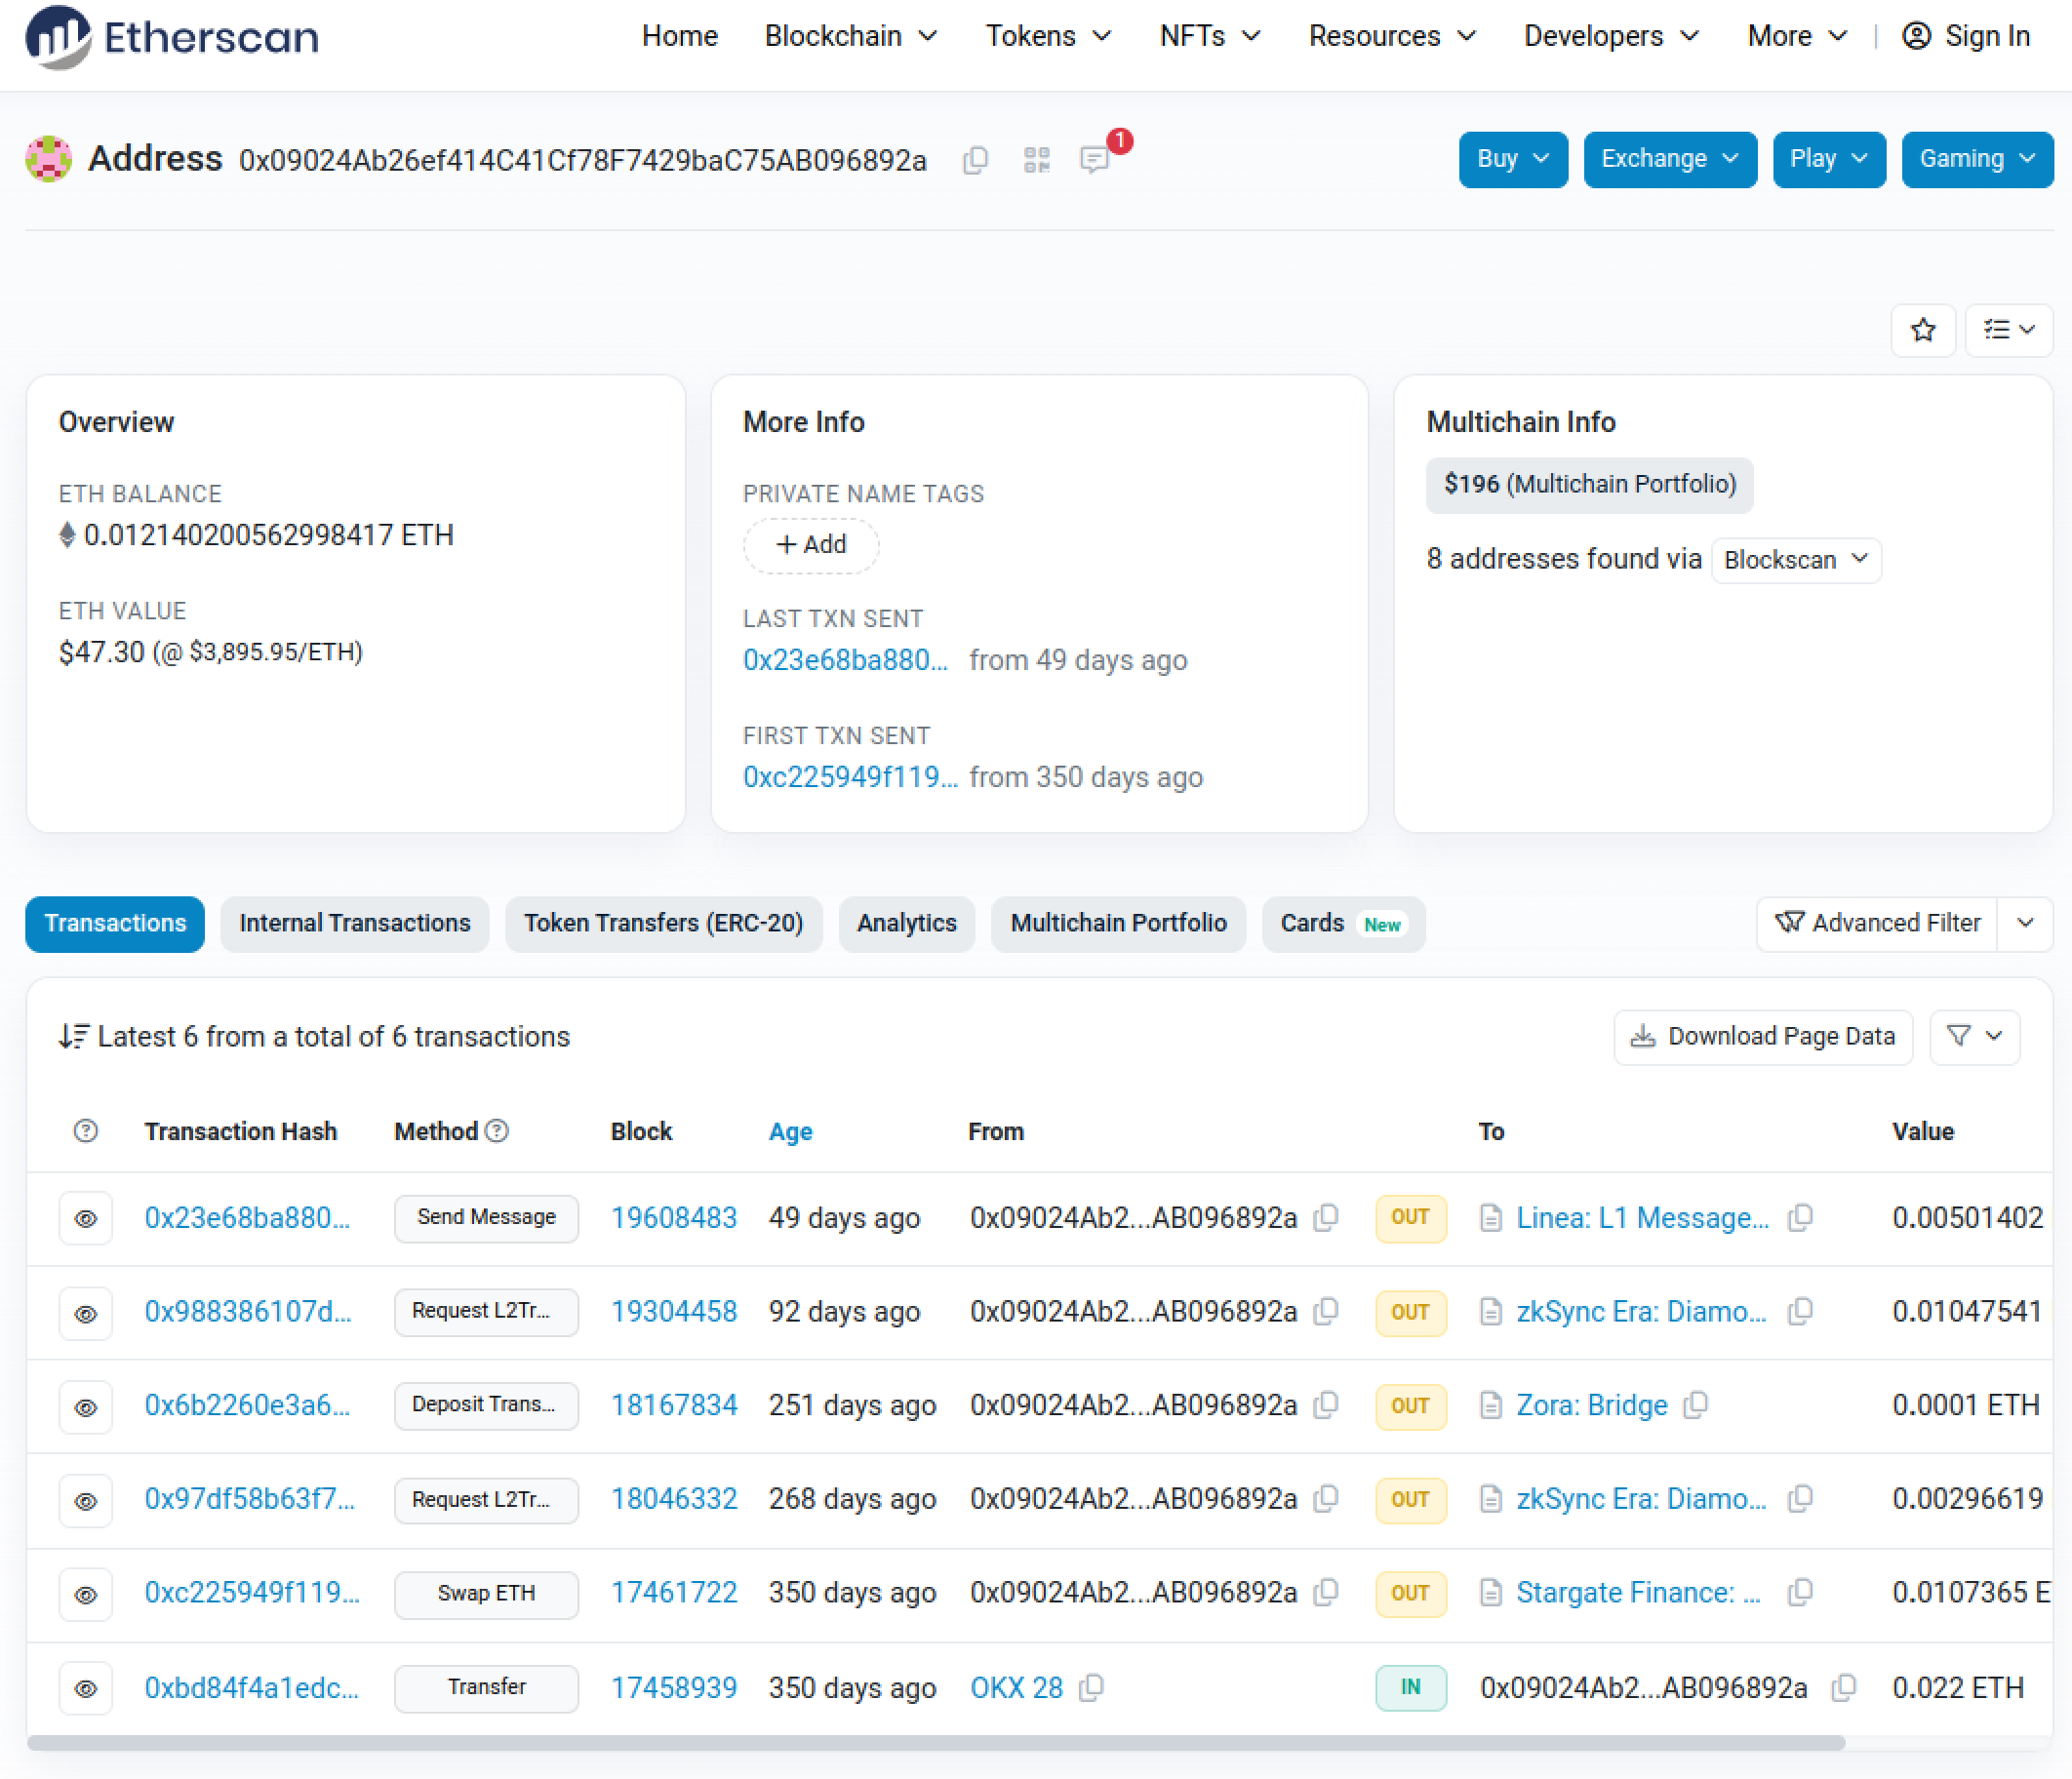 Etherscan
Home Blockchain Tokens NFTs Resources Developers More | Sign In
Address 0x09024Ab26ef414C41Cf78F7429baC75AB096892a 1
Buy Exchange Play Gaming
Overview
ETH BALANCE
0.012140200562998417 ETH
ETH VALUE
$47.30 (@ $3,895.95/ETH)
More Info
PRIVATE NAME TAGS
+ Add
LAST TXN SENT
0x23e68ba880... from 49 days ago
FIRST TXN SENT
0xc225949f119... from 350 days ago
Multichain Info
$196 (Multichain Portfolio)
8 addresses found via Blockscan
Transactions Internal Transactions Token Transfers (ERC-20) Analytics Multichain Portfolio Cards New Advanced Filter
Latest 6 from a total of 6 transactions
Download Page Data
Transaction Hash Method Block Age From To Value
0x23e68ba880... Send Message 19608483 49 days ago 0x09024Ab2...AB096892a OUT Linea: L1 Message... 0.00501402
0x988386107d... Request L2Tr... 19304458 92 days ago 0x09024Ab2...AB096892a OUT zkSync Era: Diamo... 0.01047541
0x6b2260e3a6... Deposit Trans... 18167834 251 days ago 0x09024Ab2...AB096892a OUT Zora: Bridge 0.0001 ETH
0x97df58b63f7... Request L2Tr... 18046332 268 days ago 0x09024Ab2...AB096892a OUT zkSync Era: Diamo... 0.00296619
0xc225949f119... Swap ETH 17461722 350 days ago 0x09024Ab2...AB096892a OUT Stargate Finance: ... 0.0107365 E
0xbd84f4a1edc... Transfer 17458939 350 days ago OKX 28 IN 0x09024Ab2...AB096892a 0.022 ETH